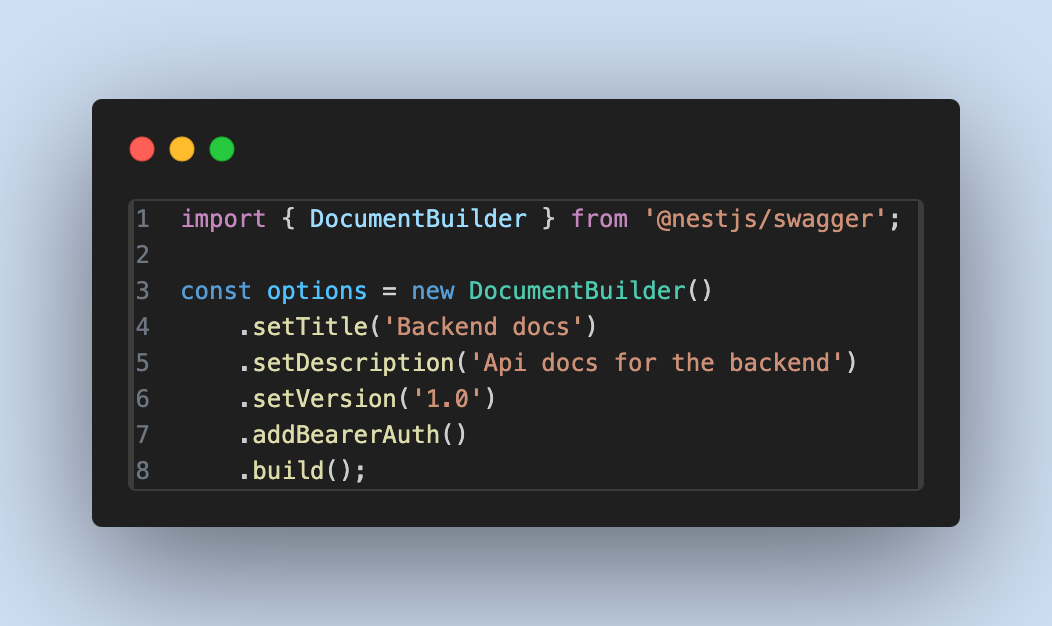 1 import { DocumentBuilder } from '@nestjs/swagger';
2
3 const options = new DocumentBuilder()
4     .setTitle('Backend docs')
5     .setDescription('Api docs for the backend')
6     .setVersion('1.0')
7     .addBearerAuth()
8     .build();